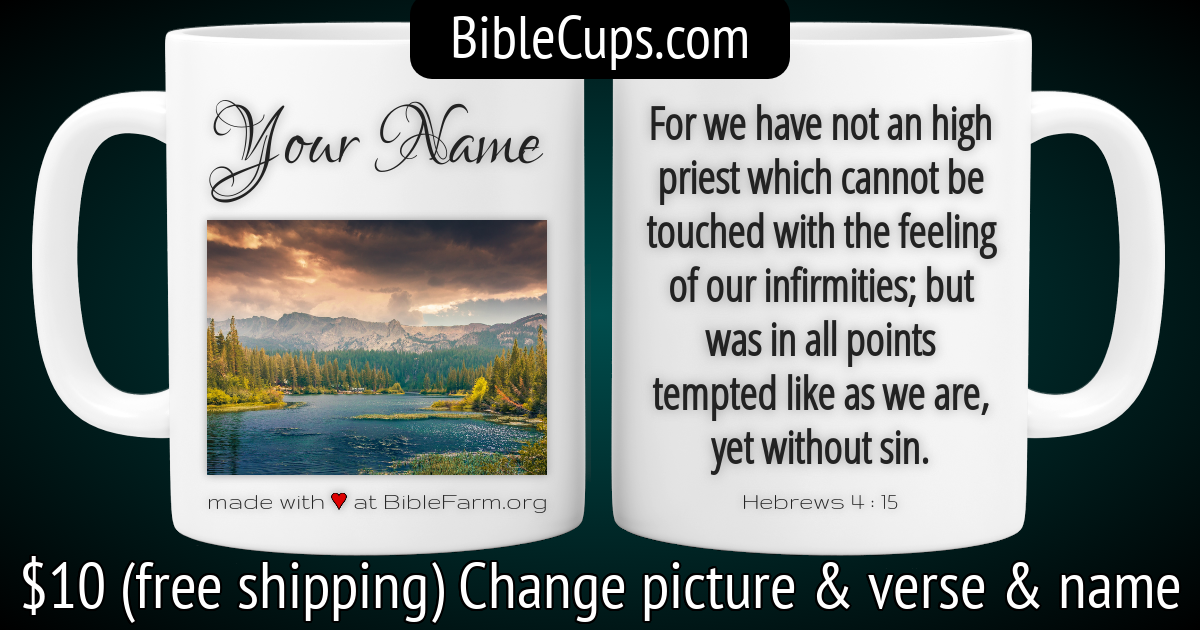 BibleCups.com
Your Name
made with ♥ at BibleFarm.org
For we have not an high
priest which cannot be
touched with the feeling
of our infirmities; but
was in all points
tempted like as we are,
yet without sin.
Hebrews 4 : 15
$10 (free shipping) Change picture & verse & name